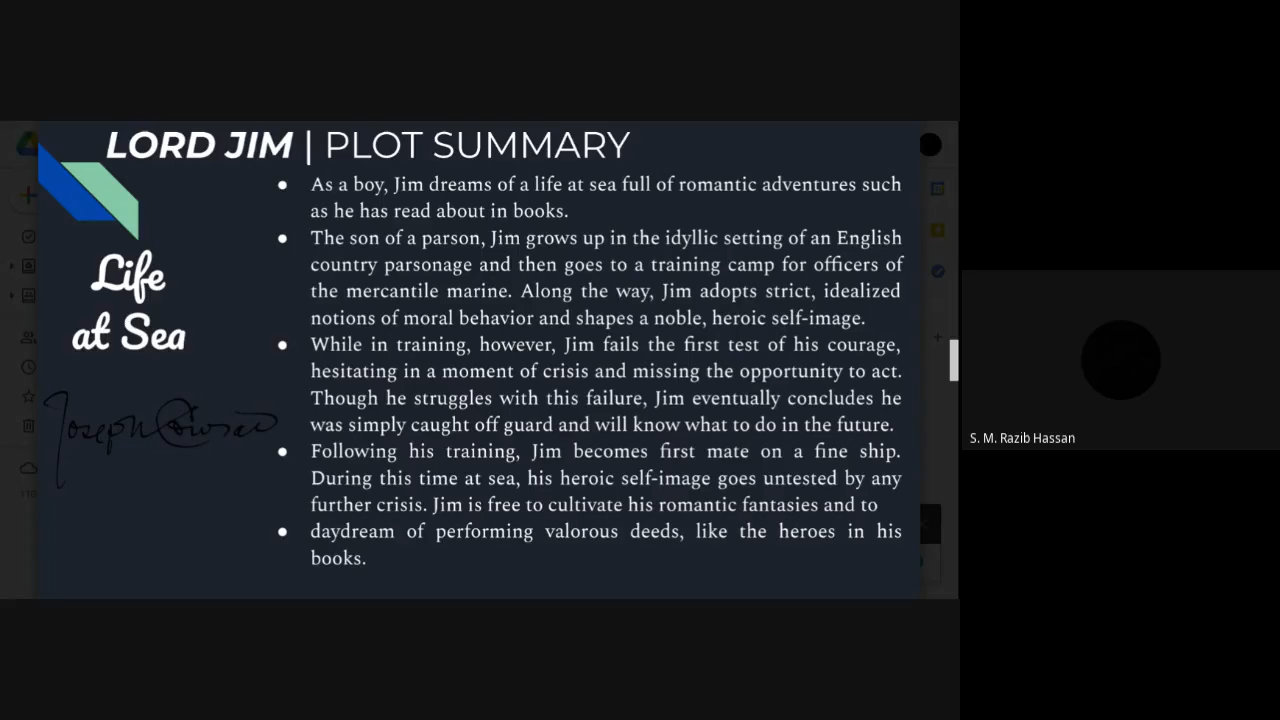 LORD JIM | PLOT SUMMARY
● As a boy, Jim dreams of a life at sea full of romantic adventures such
as he has read about in books.
● The son of a parson, Jim grows up in the idyllic setting of an English
country parsonage and then goes to a training camp for officers of
the mercantile marine. Along the way, Jim adopts strict, idealized
notions of moral behavior and shapes a noble, heroic self-image.
● While in training, however, Jim fails the first test of his courage,
hesitating in a moment of crisis and missing the opportunity to act.
Though he struggles with this failure, Jim eventually concludes he
was simply caught off guard and will know what to do in the future.
● Following his training, Jim becomes first mate on a fine ship.
During this time at sea, his heroic self-image goes untested by any
further crisis. Jim is free to cultivate his romantic fantasies and to
● daydream of performing valorous deeds, like the heroes in his
books.
Life
at Sea
Joseph Conrad
S. M. Razib Hassan